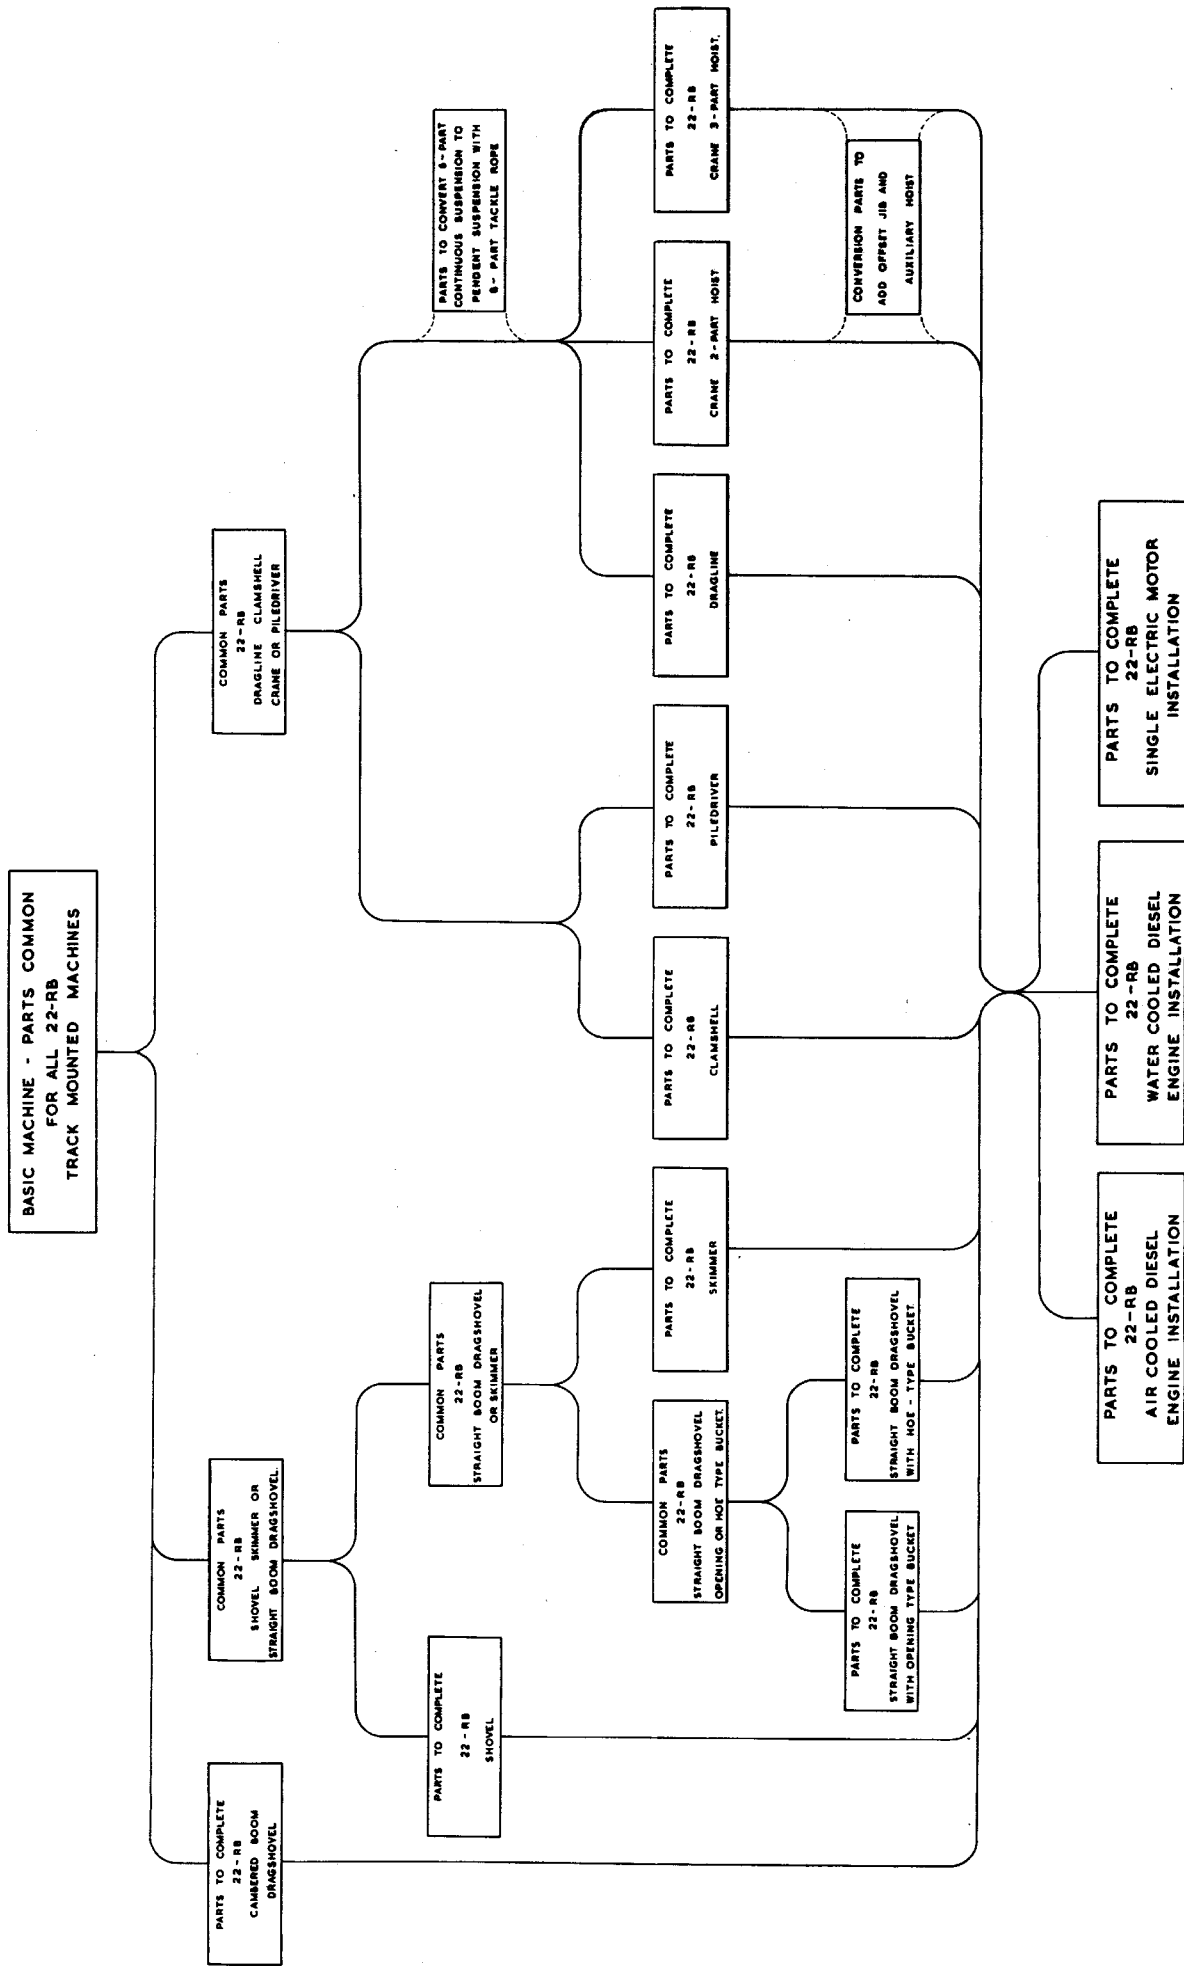 BASIC MACHINE - PARTS COMMON
FOR ALL 22-RB
TRACK MOUNTED MACHINES
PARTS TO COMPLETE
22-RB
CAMBERED BOOM
DRAGSHOVEL
COMMON PARTS
22-RB
SHOVEL SKIMMER OR
STRAIGHT BOOM DRAGSHOVEL.
COMMON PARTS
22-RB
DRAGLINE CLAMSHELL
CRANE OR PILEDRIVER
PARTS TO COMPLETE
22-RB
SHOVEL
COMMON PARTS
22-RB
STRAIGHT BOOM DRAGSHOVEL
OR SKIMMER
PARTS TO CONVERT 6-PART
CONTINUOUS SUSPENSION TO
PENDENT SUSPENSION WITH
6- PART TACKLE ROPE
COMMON PARTS
22-RB
STRAIGHT BOOM DRAGSHOVEL
OPENING OR HOE TYPE BUCKET.
PARTS TO COMPLETE
22-RB
SKIMMER
PARTS TO COMPLETE
22-RB
CLAMSHELL
PARTS TO COMPLETE
22-RB
PILEDRIVER
PARTS TO COMPLETE
22-RB
DRAGLINE
PARTS TO COMPLETE
22-RB
CRANE 2-PART HOIST
PARTS TO COMPLETE
22-RB
CRANE 3-PART HOIST.
PARTS TO COMPLETE
22-RB
STRAIGHT BOOM DRAGSHOVEL
WITH OPENING TYPE BUCKET
PARTS TO COMPLETE
22-RB
STRAIGHT BOOM DRAGSHOVEL
WITH HOE - TYPE BUCKET.
CONVERSION PARTS TO
ADD OFFSET JIB AND
AUXILIARY HOIST
PARTS TO COMPLETE
22-RB
AIR COOLED DIESEL
ENGINE INSTALLATION
PARTS TO COMPLETE
22-RB
WATER COOLED DIESEL
ENGINE INSTALLATION
PARTS TO COMPLETE
22-RB
SINGLE ELECTRIC MOTOR
INSTALLATION